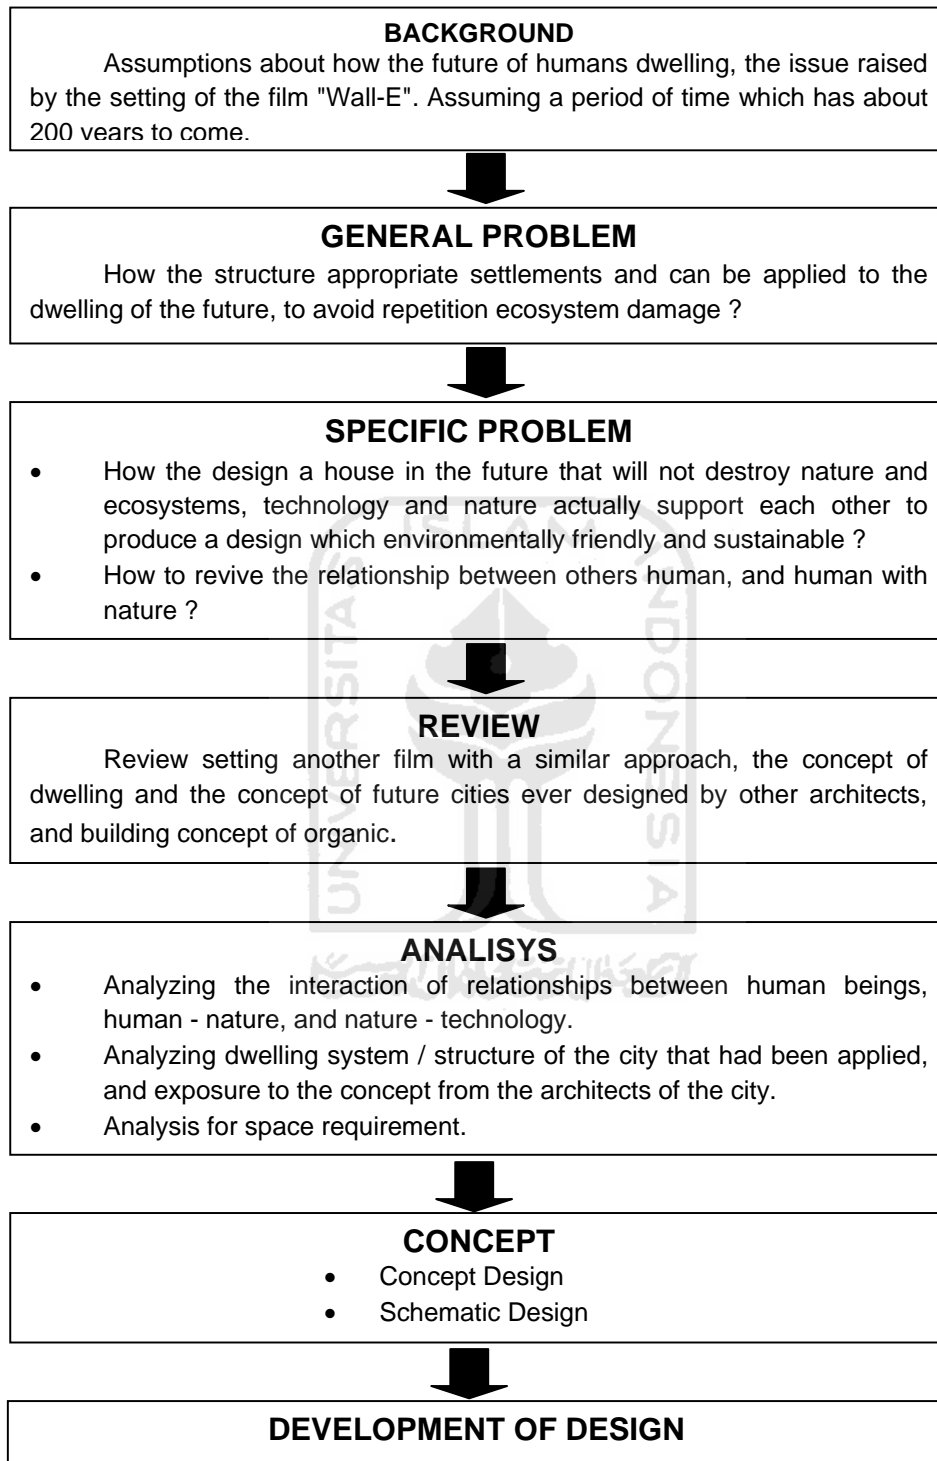 BACKGROUND
Assumptions about how the future of humans dwelling, the issue raised
by the setting of the film "Wall-E". Assuming a period of time which has about
200 years to come.
GENERAL PROBLEM
How the structure appropriate settlements and can be applied to the
dwelling of the future, to avoid repetition ecosystem damage ?
SPECIFIC PROBLEM
• How the design a house in the future that will not destroy nature and
ecosystems, technology and nature actually support each other to
produce a design which environmentally friendly and sustainable ?
• How to revive the relationship between others human, and human with
nature ?
REVIEW
Review setting another film with a similar approach, the concept of
dwelling and the concept of future cities ever designed by other architects,
and building concept of organic.
ANALISYS
• Analyzing the interaction of relationships between human beings,
human - nature, and nature - technology.
• Analyzing dwelling system / structure of the city that had been applied,
and exposure to the concept from the architects of the city.
• Analysis for space requirement.
CONCEPT
• Concept Design
• Schematic Design
DEVELOPMENT OF DESIGN
UNIVERSITAS
ISLAM
INDONESIA